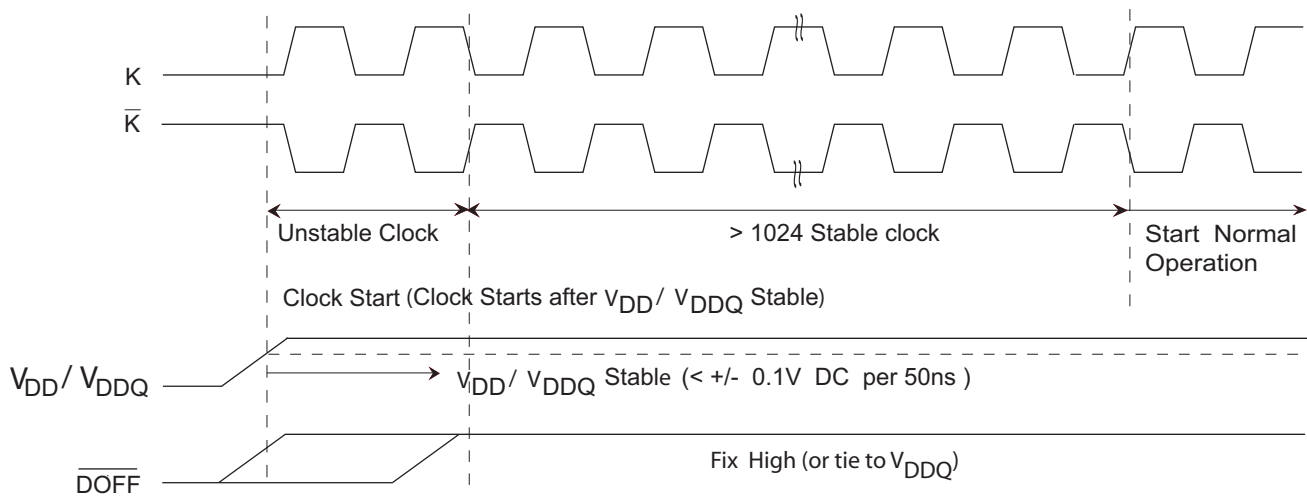 K
K̅
Unstable Clock
> 1024 Stable clock
Start Normal
Operation
Clock Start (Clock Starts after VDD/ VDDQ Stable)
VDD/ VDDQ
VDD/ VDDQ Stable (< +/- 0.1V DC per 50ns )
D̅O̅F̅F̅
Fix High (or tie to VDDQ)